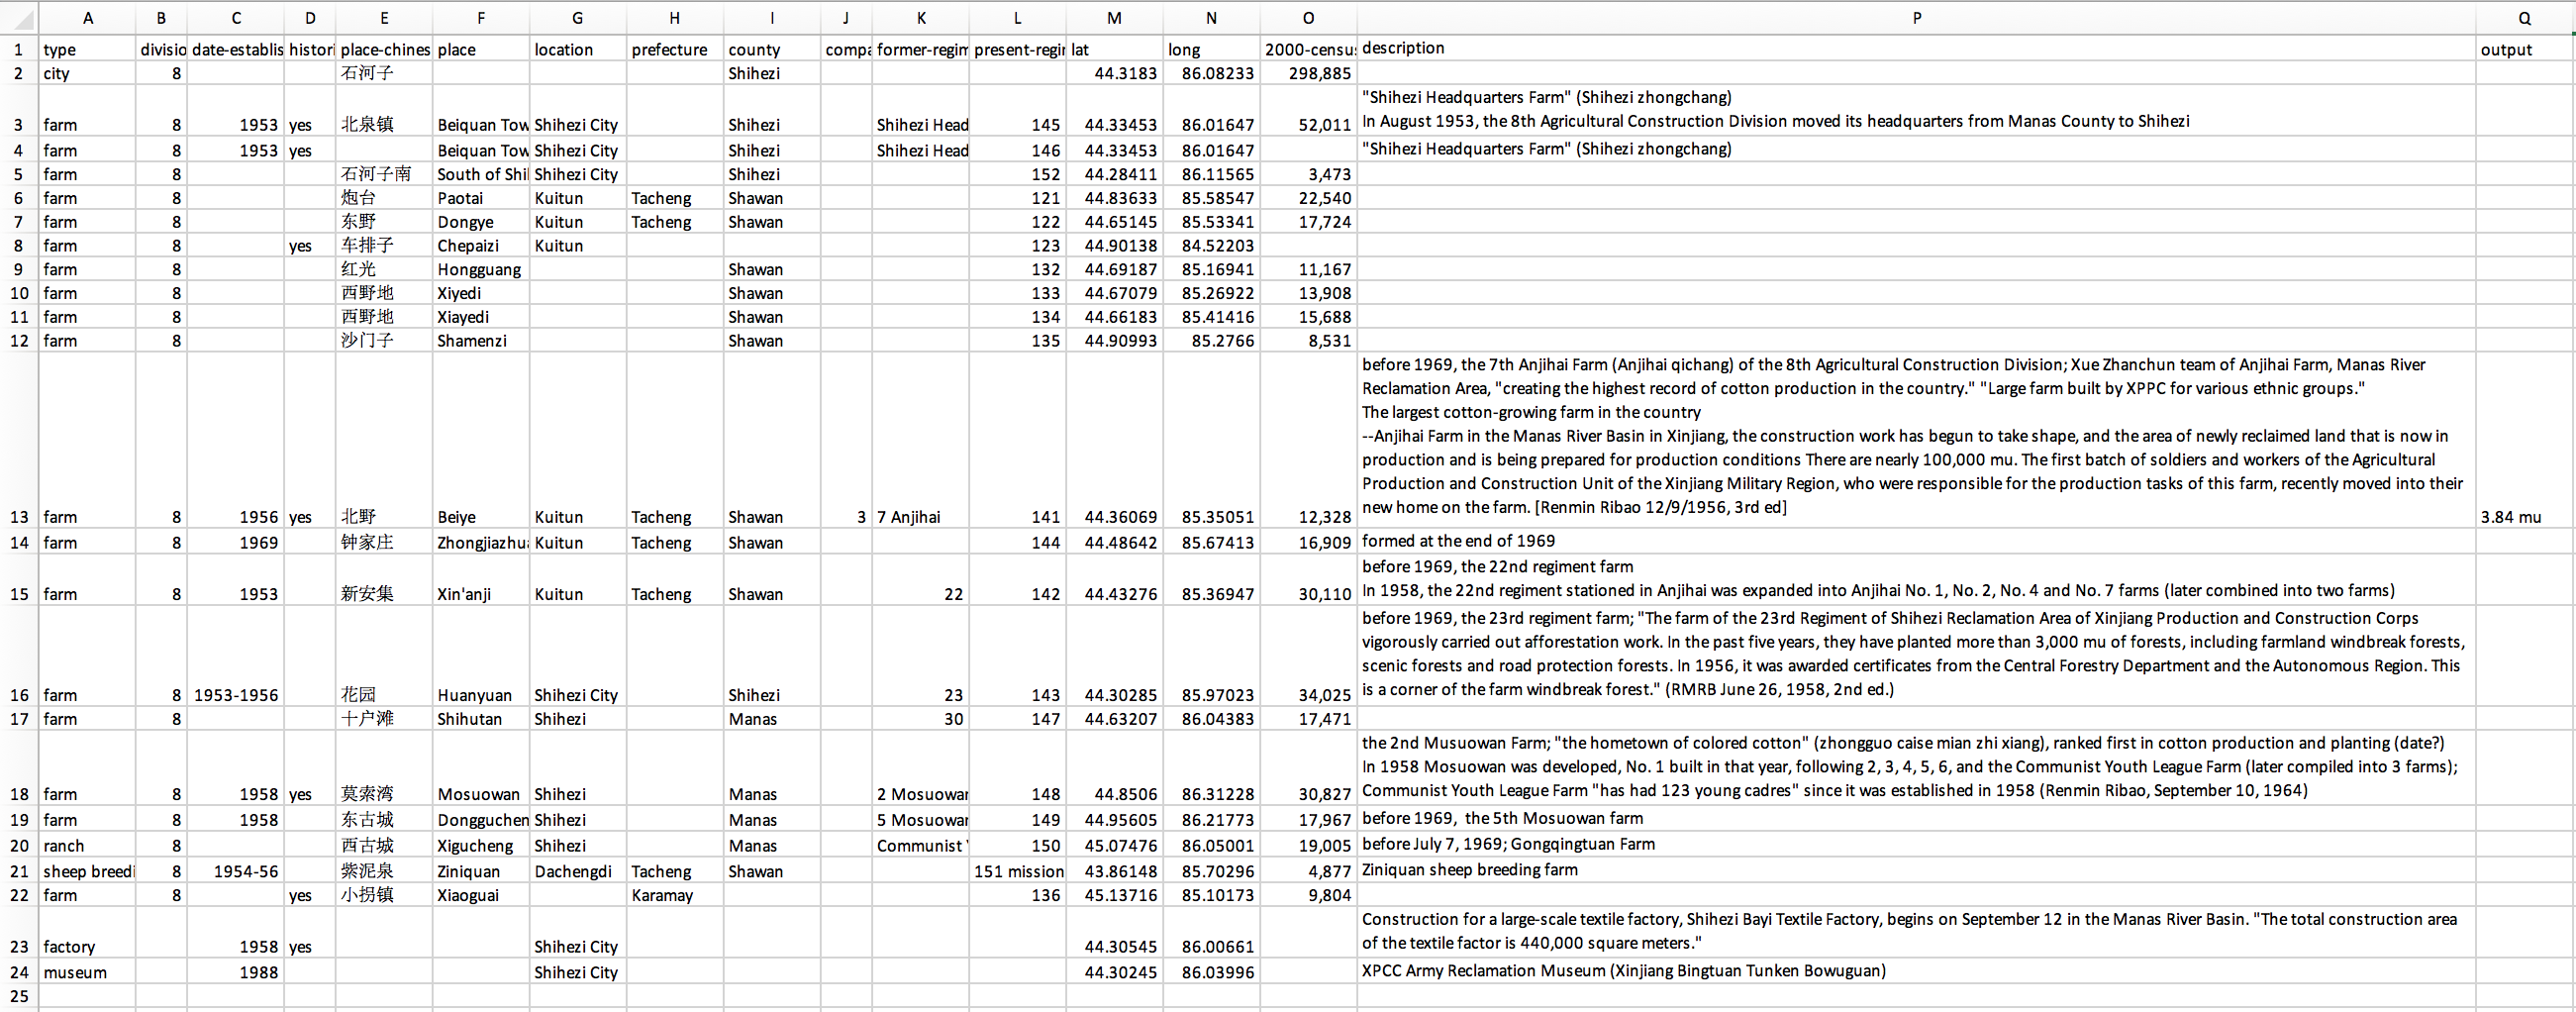 A B C D E F G H I J K L M N O P Q
1 type divisio date-establis histori place-chines place location prefecture county compa former-regim present-regin lat long 2000-census description output
2 city 8 石河子 Shihezi 44.3183 86.08233 298,885
"Shihezi Headquarters Farm" (Shihezi zhongchang)
3 farm 8 1953 yes 北泉镇 Beiquan Tow Shihezi City Shihezi Shihezi Head 145 44.33453 86.01647 52,011 In August 1953, the 8th Agricultural Construction Division moved its headquarters from Manas County to Shihezi
4 farm 8 1953 yes Beiquan Tow Shihezi City Shihezi Shihezi Head 146 44.33453 86.01647 "Shihezi Headquarters Farm" (Shihezi zhongchang)
5 farm 8 石河子南 South of Shil Shihezi City Shihezi 152 44.28411 86.11565 3,473
6 farm 8 炮台 Paotai Kuitun Tacheng Shawan 121 44.83633 85.58547 22,540
7 farm 8 东野 Dongye Kuitun Tacheng Shawan 122 44.65145 85.53341 17,724
8 farm 8 yes 车排子 Chepaizi Kuitun 123 44.90138 84.52203
9 farm 8 红光 Hongguang Shawan 132 44.69187 85.16941 11,167
10 farm 8 西野地 Xiyedi Shawan 133 44.67079 85.26922 13,908
11 farm 8 西野地 Xiayedi Shawan 134 44.66183 85.41416 15,688
12 farm 8 沙门子 Shamenzi Shawan 135 44.90993 85.2766 8,531
before 1969, the 7th Anjihai Farm (Anjihai qichang) of the 8th Agricultural Construction Division; Xue Zhanchun team of Anjihai Farm, Manas River
Reclamation Area, "creating the highest record of cotton production in the country." "Large farm built by XPPC for various ethnic groups."
The largest cotton-growing farm in the country
--Anjihai Farm in the Manas River Basin in Xinjiang, the construction work has begun to take shape, and the area of newly reclaimed land that is now in
production and is being prepared for production conditions There are nearly 100,000 mu. The first batch of soldiers and workers of the Agricultural
Production and Construction Unit of the Xinjiang Military Region, who were responsible for the production tasks of this farm, recently moved into their
13 farm 8 1956 yes 北野 Beiye Kuitun Tacheng Shawan 3 7 Anjihai 141 44.36069 85.35051 12,328 new home on the farm. [Renmin Ribao 12/9/1956, 3rd ed] 3.84 mu
14 farm 8 1969 钟家庄 Zhongjiazhua Kuitun Tacheng Shawan 144 44.48642 85.67413 16,909 formed at the end of 1969
before 1969, the 22nd regiment farm
15 farm 8 1953 新安集 Xin'anji Kuitun Tacheng Shawan 22 142 44.43276 85.36947 30,110 In 1958, the 22nd regiment stationed in Anjihai was expanded into Anjihai No. 1, No. 2, No. 4 and No. 7 farms (later combined into two farms)
before 1969, the 23rd regiment farm; "The farm of the 23rd Regiment of Shihezi Reclamation Area of Xinjiang Production and Construction Corps
vigorously carried out afforestation work. In the past five years, they have planted more than 3,000 mu of forests, including farmland windbreak forests,
scenic forests and road protection forests. In 1956, it was awarded certificates from the Central Forestry Department and the Autonomous Region. This
16 farm 8 1953-1956 花园 Huanyuan Shihezi City Shihezi 23 143 44.30285 85.97023 34,025 is a corner of the farm windbreak forest." (RMRB June 26, 1958, 2nd ed.)
17 farm 8 十户滩 Shihutan Shihezi Manas 30 147 44.63207 86.04383 17,471
the 2nd Musuowan Farm; "the hometown of colored cotton" (zhongguo caise mian zhi xiang), ranked first in cotton production and planting (date?)
In 1958 Mosuowan was developed, No. 1 built in that year, following 2, 3, 4, 5, 6, and the Communist Youth League Farm (later compiled into 3 farms);
18 farm 8 1958 yes 莫索湾 Mosuowan Shihezi Manas 2 Mosuowan 148 44.8506 86.31228 30,827 Communist Youth League Farm "has had 123 young cadres" since it was established in 1958 (Renmin Ribao, September 10, 1964)
19 farm 8 1958 东古城 Donggucheng Shihezi Manas 5 Mosuowan 149 44.95605 86.21773 17,967 before 1969, the 5th Mosuowan farm
20 ranch 8 西古城 Xigucheng Shihezi Manas Communist 150 45.07476 86.05001 19,005 before July 7, 1969; Gongqingtuan Farm
21 sheep breedi 8 1954-56 紫泥泉 Ziniquan Dachengdi Tacheng Shawan 151 mission 43.86148 85.70296 4,877 Ziniquan sheep breeding farm
22 farm 8 yes 小拐镇 Xiaoguai Karamay 136 45.13716 85.10173 9,804
Construction for a large-scale textile factory, Shihezi Bayi Textile Factory, begins on September 12 in the Manas River Basin. "The total construction area
23 factory 1958 yes Shihezi City 44.30545 86.00661 of the textile factor is 440,000 square meters."
24 museum 1988 Shihezi City 44.30245 86.03996 XPCC Army Reclamation Museum (Xinjiang Bingtuan Tunken Bowuguan)
25